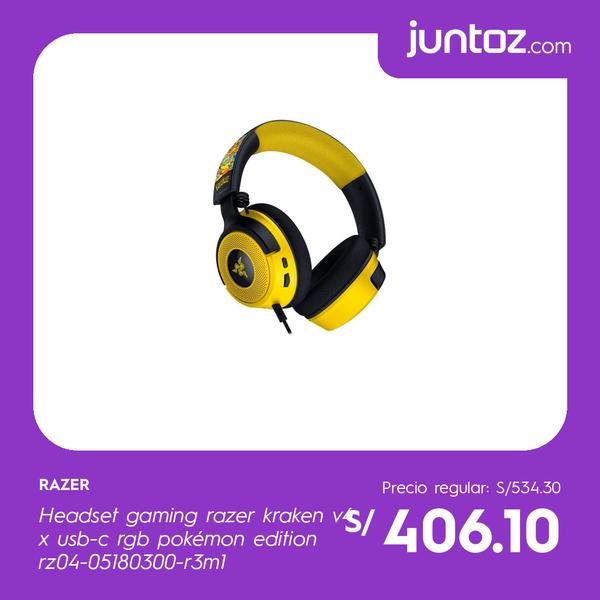 juntoz.com
RAZER
Headset gaming razer kraken v4
x usb-c rgb pokémon edition
rz04-05180300-r3m1
Precio regular: S/534.30
S/ 406.10